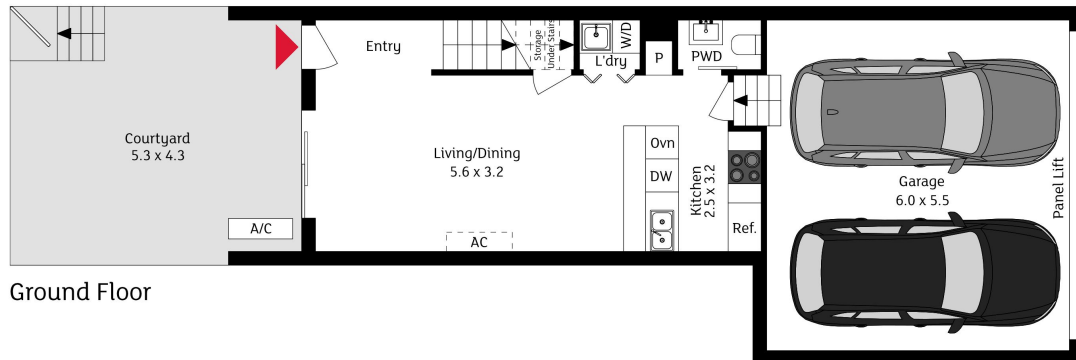 Entry
Storage
Under Stairs
W/D
L'dry
P
PWD
Courtyard
5.3 x 4.3
Living/Dining
5.6 x 3.2
Ovn
DW
Kitchen
2.5 x 3.2
Ref.
Garage
6.0 x 5.5
Panel Lift
A/C
AC
Ground Floor